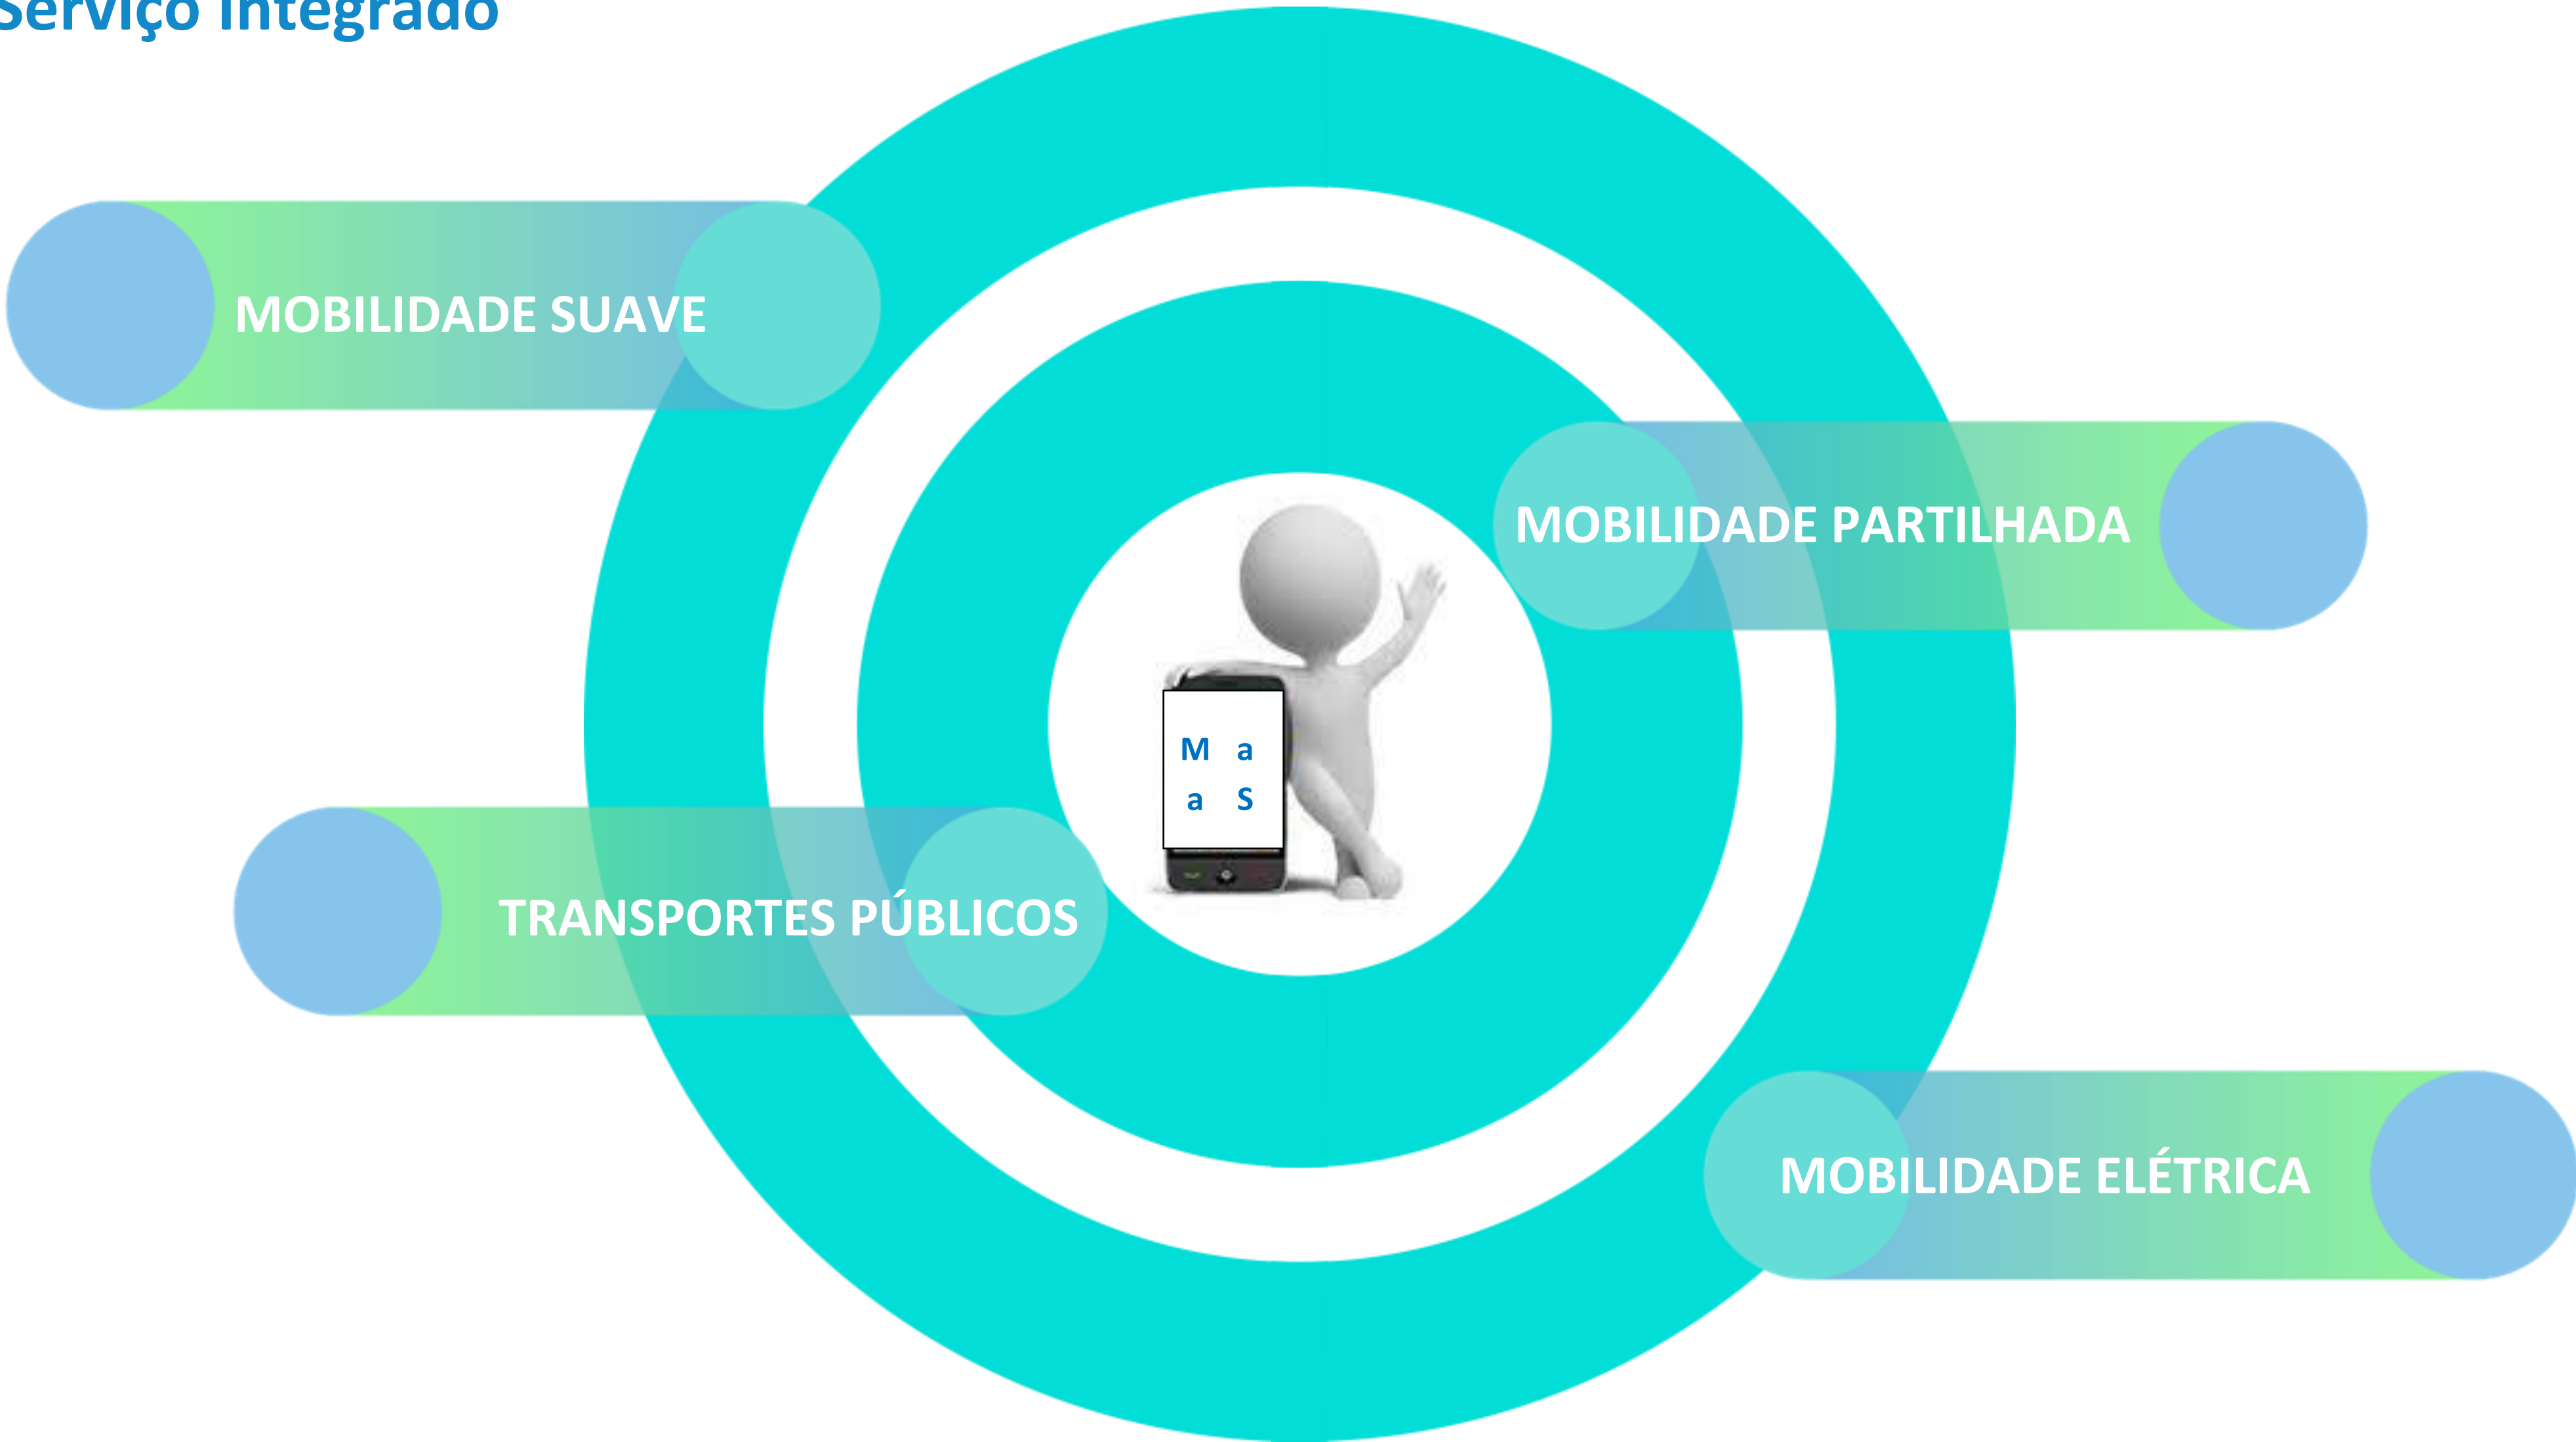 Serviço Integrado
MOBILIDADE SUAVE
MOBILIDADE PARTILHADA
M a
a S
TRANSPORTES PÚBLICOS
MOBILIDADE ELÉTRICA